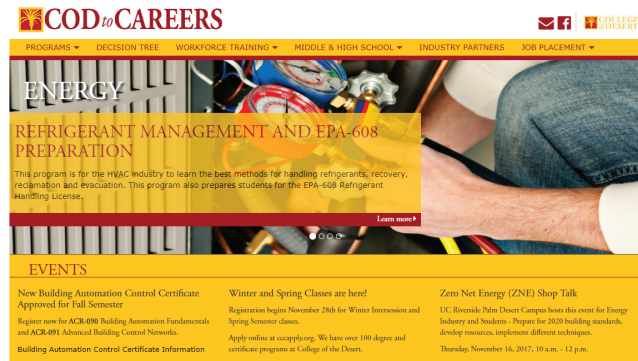 COD to CAREERS
COLLEGE
of DESERT
PROGRAMS DECISION TREE WORKFORCE TRAINING MIDDLE & HIGH SCHOOL INDUSTRY PARTNERS JOB PLACEMENT
ENERGY
REFRIGERANT MANAGEMENT AND EPA-608
PREPARATION
This program is for the HVAC industry to learn the best methods for handling refrigerants, recovery,
reclamation and evacuation. This program also prepares students for the EPA-608 Refrigerant
Handling License.
Learn more
EVENTS
New Building Automation Control Certificate
Approved for Fall Semester
Register now for ACR-090 Building Automation Fundamentals
and ACR-091 Advanced Building Control Networks.
Building Automation Control Certificate Information
Winter and Spring Classes are here!
Registration begins November 28th for Winter Intersession and
Spring Semester classes.
Apply online at cccapply.org. We have over 100 degree and
certificate programs at College of the Desert.
Zero Net Energy (ZNE) Shop Talk
UC Riverside Palm Desert Campus hosts this event for Energy
Industry and Students - Prepare for 2020 building standards,
develop resources, implement different techniques.
Thursday, November 16, 2017, 10 a.m. - 12 p.m.